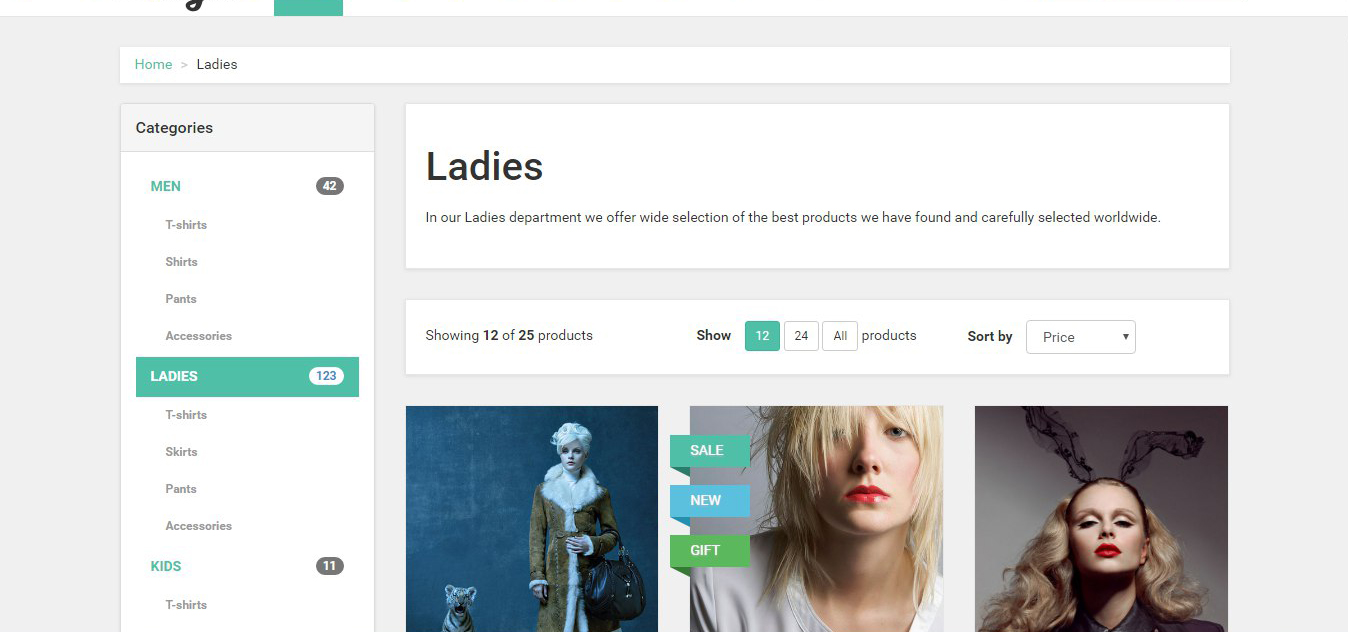 Home > Ladies
Categories
MEN 42
T-shirts
Shirts
Pants
Accessories
LADIES 123
T-shirts
Skirts
Pants
Accessories
KIDS 11
T-shirts
Ladies
In our Ladies department we offer wide selection of the best products we have found and carefully selected worldwide.
Showing 12 of 25 products Show 12 24 All products Sort by Price
SALE
NEW
GIFT